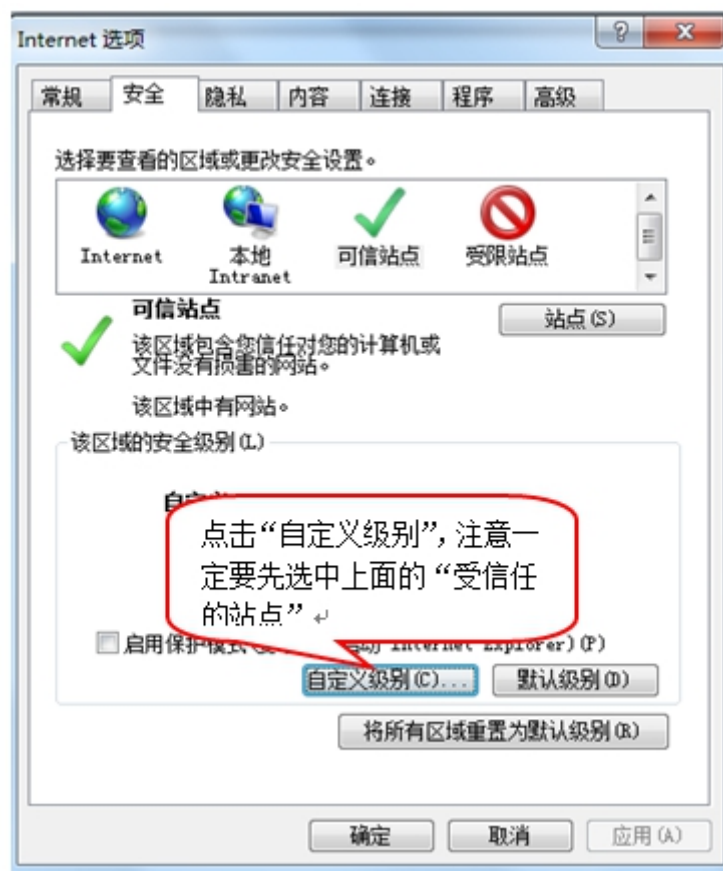 Internet 选项
常规 安全 隐私 内容 连接 程序 高级
选择要查看的区域或更改安全设置。
Internet 本地 Intranet 可信站点 受限站点
可信站点
站点(S)
该区域包含您信任对您的计算机或
文件没有损害的网站。
该区域中有网站。
该区域的安全级别(L)
点击“自定义级别”，注意一
定要先选中上面的“受信任
的站点”
启用保护模式
Internet Explorer)(P)
自定义级别(C)... 默认级别(D)
将所有区域重置为默认级别(R)
确定 取消 应用(A)